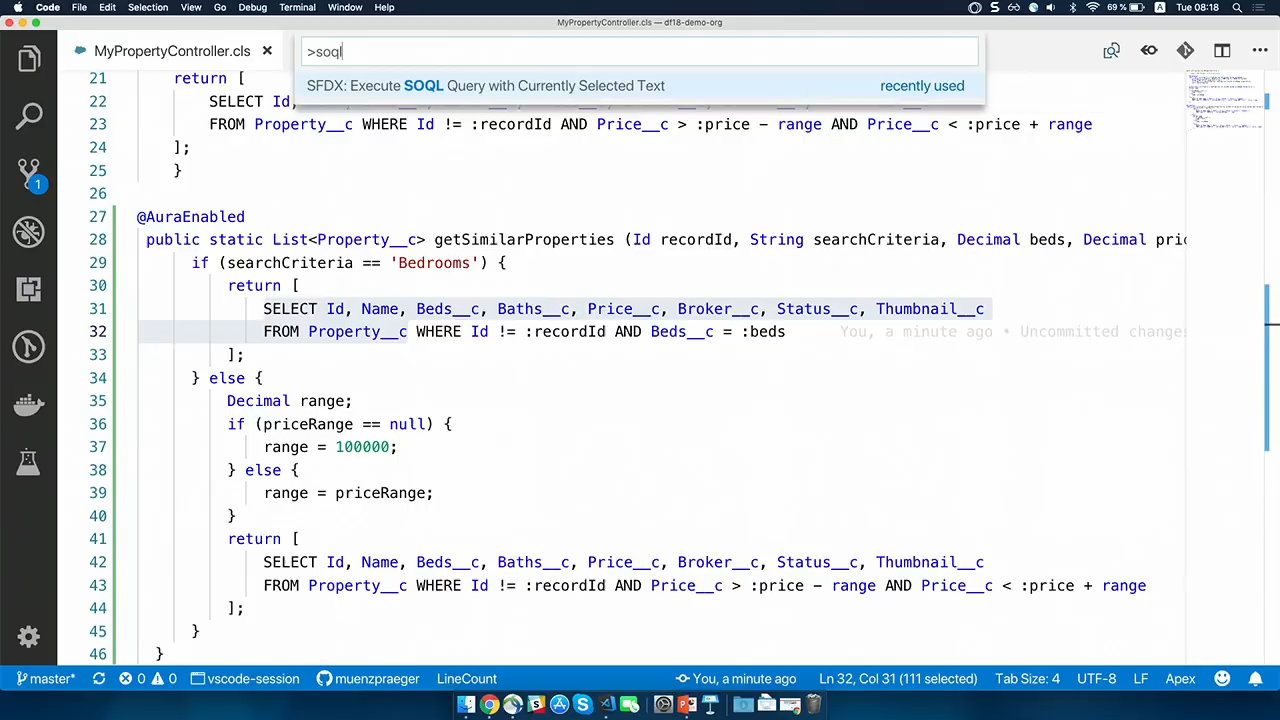 Code File Edit Selection View Go Debug Terminal SFDX Window Help
69 % Tue 08:18
MyPropertyController.cls — df18-demo-org
MyPropertyController.cls
>soql
SFDX: Execute SOQL Query with Currently Selected Text recently used
21 return [
22 SELECT Id,
23 FROM Property__c WHERE Id != :recordId AND Price__c > :price - range AND Price__c < :price + range
24 ];
25 }
26
27 @AuraEnabled
28 public static List<Property__c> getSimilarProperties (Id recordId, String searchCriteria, Decimal beds, Decimal pric
29 if (searchCriteria == 'Bedrooms') {
30 return [
31 SELECT Id, Name, Beds__c, Baths__c, Price__c, Broker__c, Status__c, Thumbnail__c
32 FROM Property__c WHERE Id != :recordId AND Beds__c = :beds You, a minute ago • Uncommitted changes
33 ];
34 } else {
35 Decimal range;
36 if (priceRange == null) {
37 range = 100000;
38 } else {
39 range = priceRange;
40 }
41 return [
42 SELECT Id, Name, Beds__c, Baths__c, Price__c, Broker__c, Status__c, Thumbnail__c
43 FROM Property__c WHERE Id != :recordId AND Price__c > :price - range AND Price__c < :price + range
44 ];
45 }
46 }
1
master* 0 0 vscode-session muenzpraeger LineCount You, a minute ago Ln 32, Col 31 (111 selected) Tab Size: 4 UTF-8 LF Apex